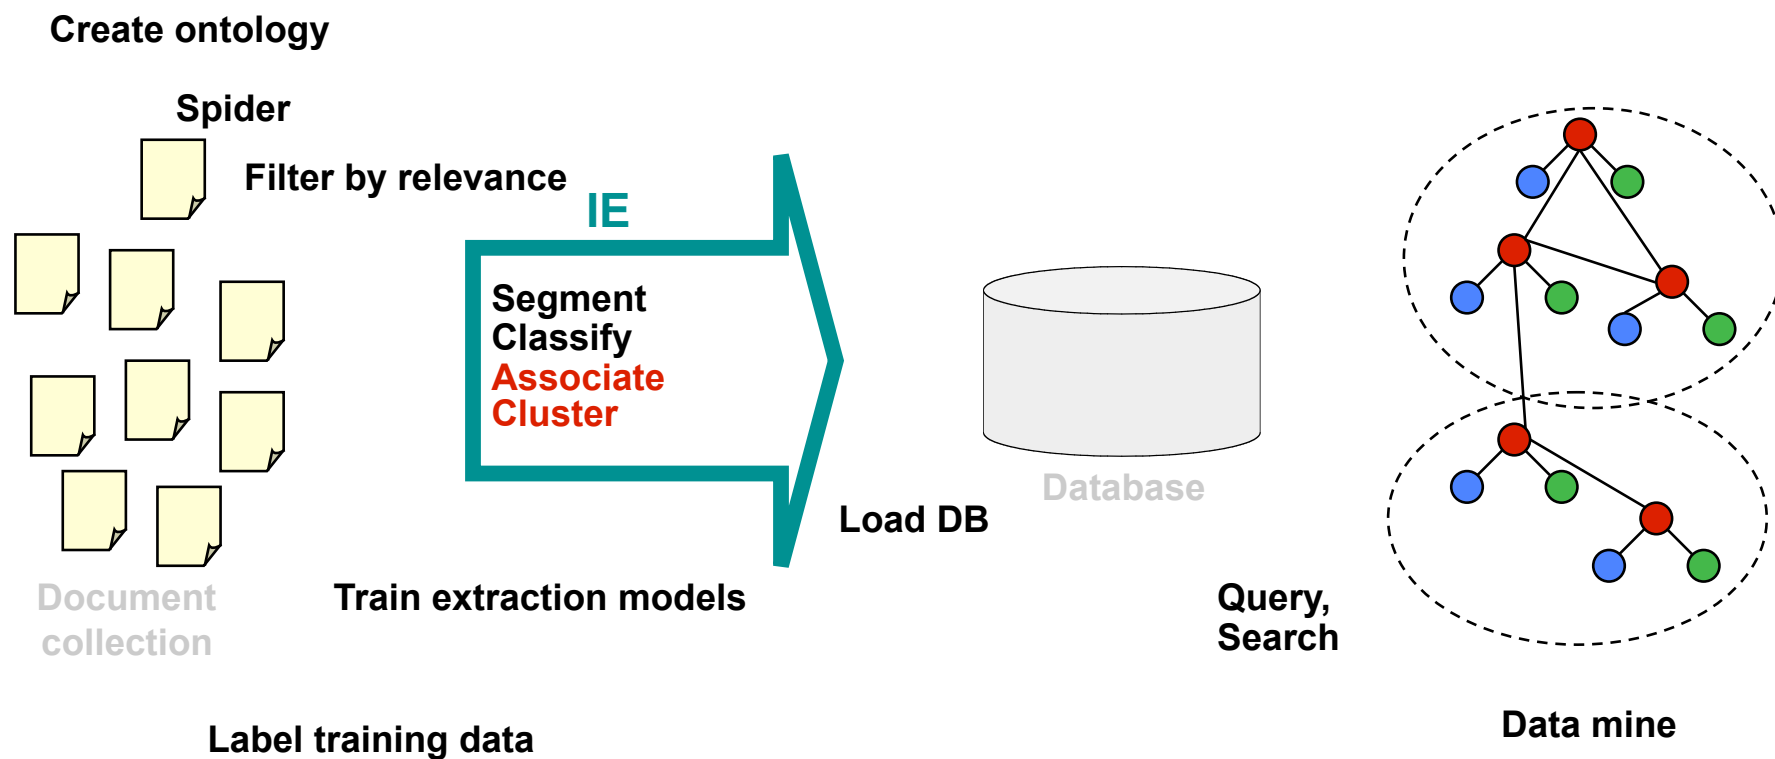 Create ontology
Spider
Filter by relevance
IE
Segment
Classify
Associate
Cluster
Database
Load DB
Document
collection
Train extraction models
Query,
Search
Label training data
Data mine